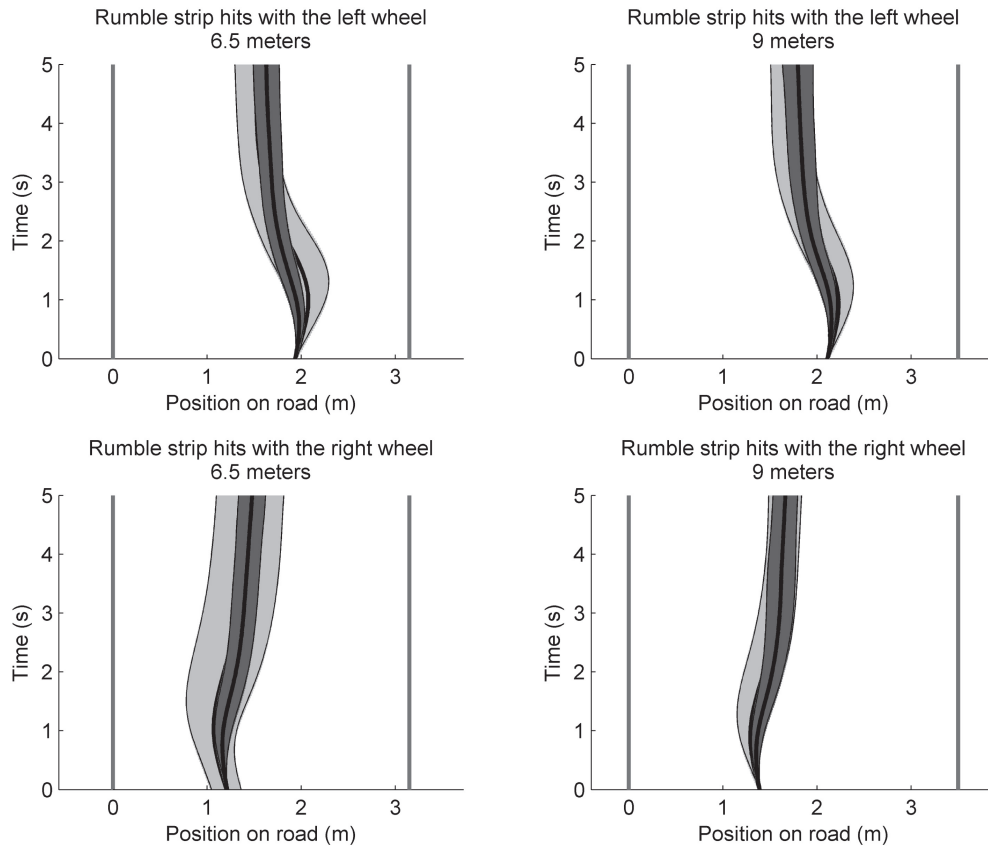 Rumble strip hits with the left wheel
6.5 meters
5
4
3
2
1
0
Time (s)
0 1 2 3
Position on road (m)
Rumble strip hits with the left wheel
9 meters
5
4
3
2
1
0
Time (s)
0 1 2 3
Position on road (m)
Rumble strip hits with the right wheel
6.5 meters
5
4
3
2
1
0
Time (s)
0 1 2 3
Position on road (m)
Rumble strip hits with the right wheel
9 meters
5
4
3
2
1
0
Time (s)
0 1 2 3
Position on road (m)